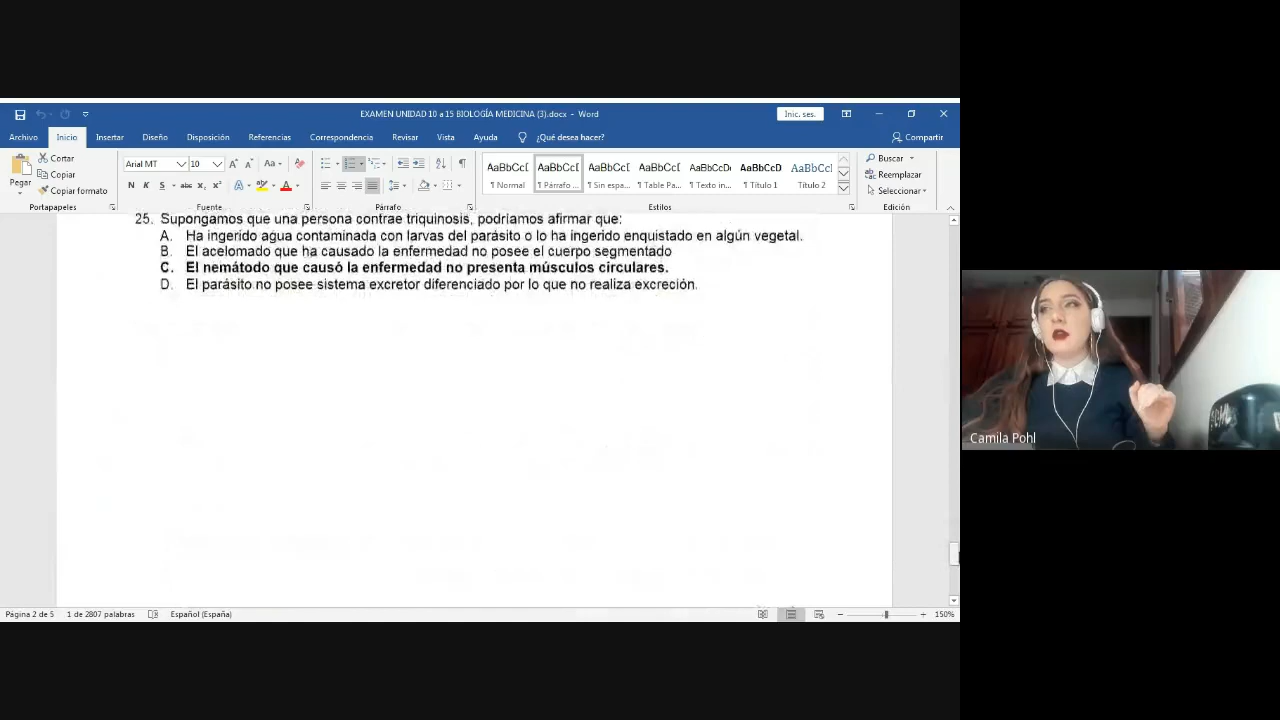 EXAMEN UNIDAD 10 a 15 BIOLOGÍA MEDICINA (3).docx - Word
Inic. ses.
Archivo Inicio Insertar Diseño Disposición Referencias Correspondencia Revisar Vista Ayuda ¿Qué desea hacer? Compartir
Pegar
Cortar
Copiar
Copiar formato
Portapapeles
Arial MT 10
N K S abc x₂ x²
Fuente
Párrafo
AaBbCcI AaBbCcI AaBbCcI AaBbCcI AaBbCcD AaBbCcD AaBbCcI
¶ Normal ¶ Párrafo ... ¶ Sin espa... ¶ Table Pa... ¶ Texto in... ¶ Título 1 Título 2
Estilos
Buscar
Reemplazar
Seleccionar
Edición
25. Supongamos que una persona contrae triquinosis, podríamos afirmar que:
A. Ha ingerido agua contaminada con larvas del parásito o lo ha ingerido enquistado en algún vegetal.
B. El acelomado que ha causado la enfermedad no posee el cuerpo segmentado
C. El nemátodo que causó la enfermedad no presenta músculos circulares.
D. El parásito no posee sistema excretor diferenciado por lo que no realiza excreción.
Camila Pohl
Página 2 de 5 1 de 2807 palabras Español (España) 150%